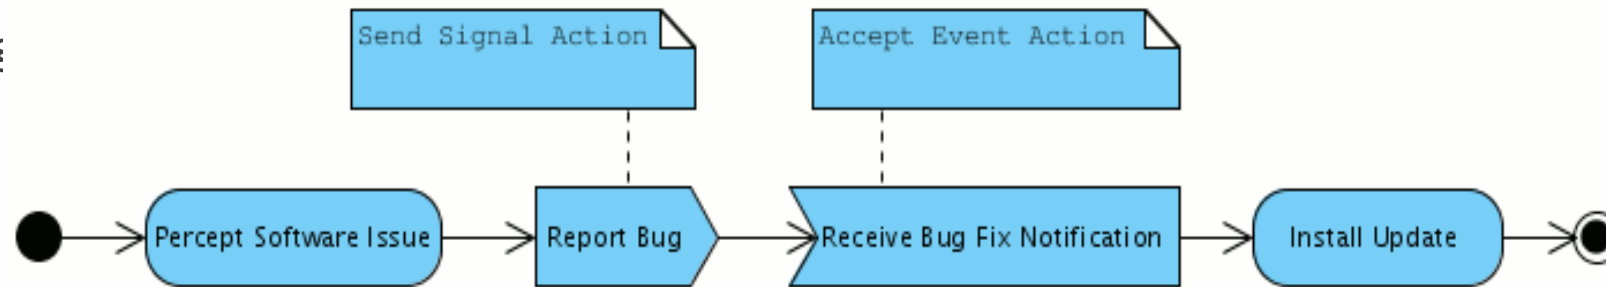 Send Signal Action
Accept Event Action
Percept Software Issue
Report Bug
Receive Bug Fix Notification
Install Update